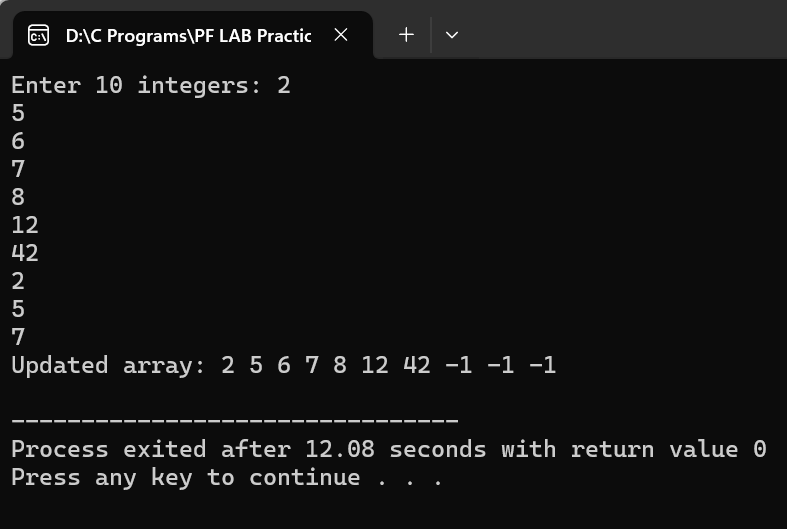 D:\C Programs\PF LAB Practic
Enter 10 integers: 2
5
6
7
8
12
42
2
5
7
Updated array: 2 5 6 7 8 12 42 -1 -1 -1
--------------------------------
Process exited after 12.08 seconds with return value 0
Press any key to continue . . .